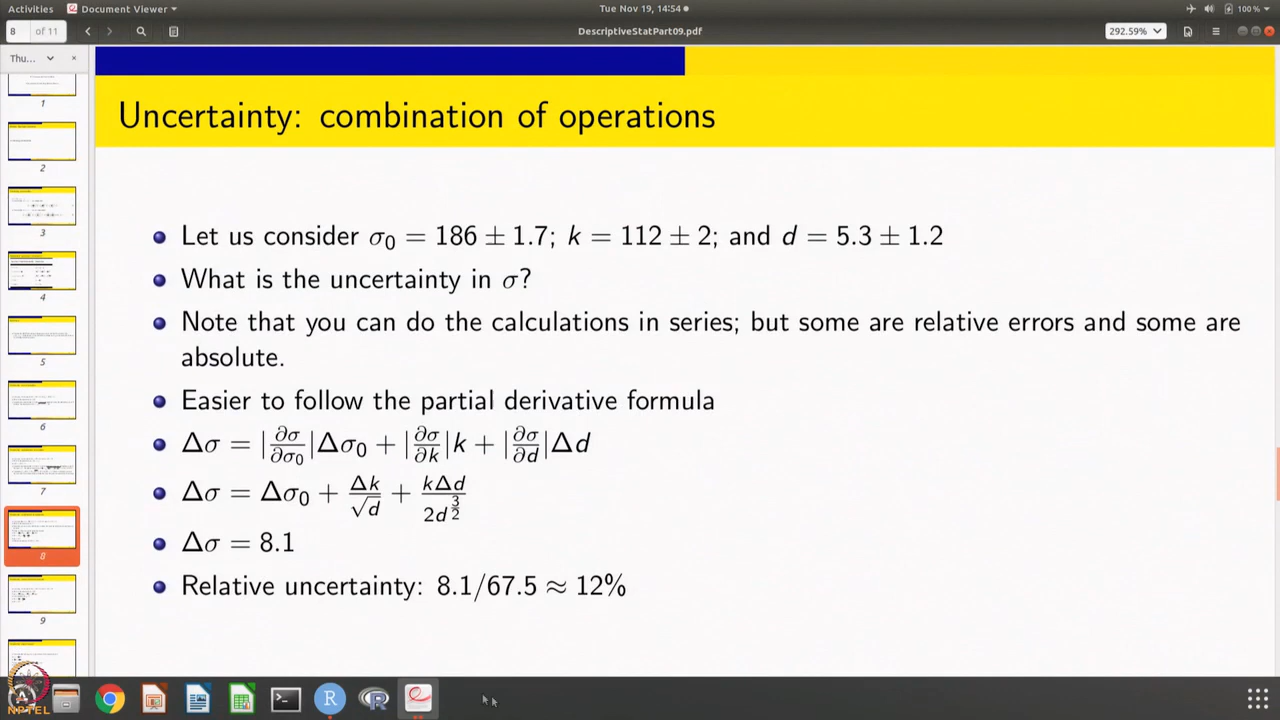 Activities
Document Viewer
Tue Nov 19, 14:54
100 %
8
of 11
DescriptiveStatPart09.pdf
292.59%
Thu...
1
2
3
4
5
6
7
8
9
Uncertainty: combination of operations
Let us consider σ₀ = 186 ± 1.7; k = 112 ± 2; and d = 5.3 ± 1.2
What is the uncertainty in σ?
Note that you can do the calculations in series; but some are relative errors and some are
absolute.
Easier to follow the partial derivative formula
Δσ = |∂σ/∂σ₀|Δσ₀ + |∂σ/∂k|k + |∂σ/∂d|Δd
Δσ = Δσ₀ + Δk/√d + kΔd/2d^(3/2)
Δσ = 8.1
Relative uncertainty: 8.1/67.5 ≈ 12%
NPTEL